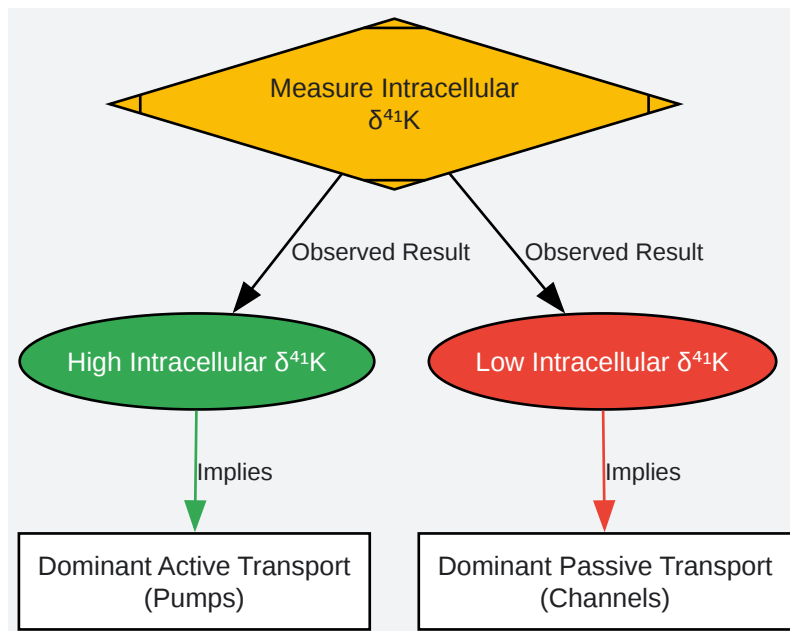 Measure Intracellular
δ⁴¹K
Observed Result
Observed Result
High Intracellular δ⁴¹K
Low Intracellular δ⁴¹K
Implies
Implies
Dominant Active Transport
(Pumps)
Dominant Passive Transport
(Channels)